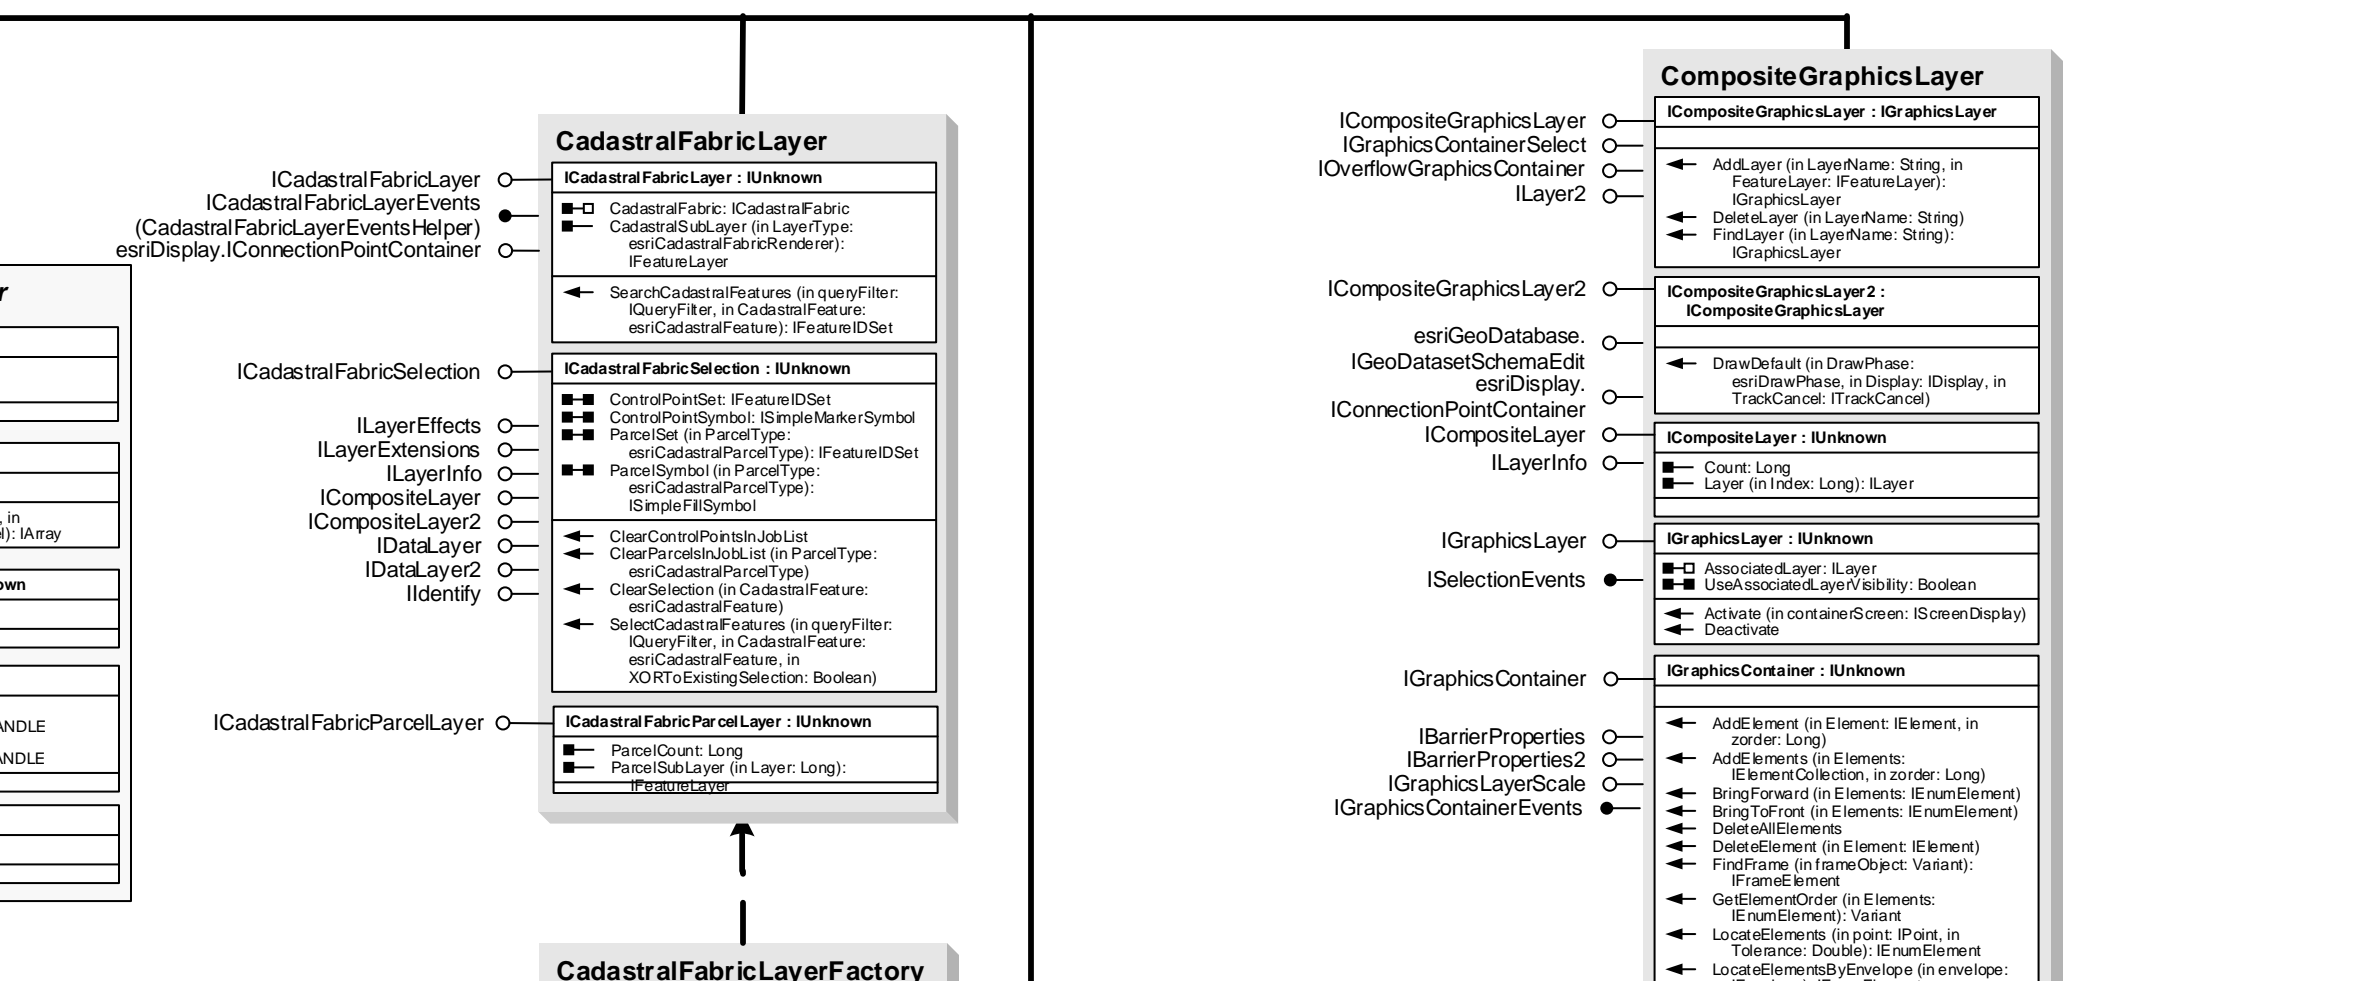 r
, in
el): IArray
own
ANDLE
ANDLE
CadastralFabricLayer
ICadastralFabricLayer
ICadastralFabricLayerEvents
(CadastralFabricLayerEventsHelper)
esriDisplay.IConnectionPointContainer
ICadastralFabricSelection
ILayerEffects
ILayerExtensions
ILayerInfo
ICompositeLayer
ICompositeLayer2
IDataLayer
IDataLayer2
IIdentify
ICadastralFabricParcelLayer
ICadastralFabricLayer : IUnknown
CadastralFabric: ICadastralFabric
CadastralSubLayer (in LayerType:
esriCadastralFabricRenderer):
IFeatureLayer
SearchCadastralFeatures (in queryFilter:
IQueryFilter, in CadastralFeature:
esriCadastralFeature): IFeatureIDSet
ICadastralFabricSelection : IUnknown
ControlPointSet: IFeatureIDSet
ControlPointSymbol: ISimpleMarkerSymbol
ParcelSet (in ParcelType:
esriCadastralParcelType): IFeatureIDSet
ParcelSymbol (in ParcelType:
esriCadastralParcelType):
ISimpleFillSymbol
ClearControlPointsInJobList
ClearParcelsInJobList (in ParcelType:
esriCadastralParcelType)
ClearSelection (in CadastralFeature:
esriCadastralFeature)
SelectCadastralFeatures (in queryFilter:
IQueryFilter, in CadastralFeature:
esriCadastralFeature, in
XORToExistingSelection: Boolean)
ICadastralFabricParcelLayer : IUnknown
ParcelCount: Long
ParcelSubLayer (in Layer: Long):
IFeatureLayer
CadastralFabricLayerFactory
CompositeGraphicsLayer
ICompositeGraphicsLayer
IGraphicsContainerSelect
IOverflowGraphicsContainer
ILayer2
ICompositeGraphicsLayer2
esriGeoDatabase.
IGeoDatasetSchemaEdit
esriDisplay.
IConnectionPointContainer
ICompositeLayer
ILayerInfo
IGraphicsLayer
ISelectionEvents
IGraphicsContainer
IBarrierProperties
IBarrierProperties2
IGraphicsLayerScale
IGraphicsContainerEvents
ICompositeGraphicsLayer : IGraphicsLayer
AddLayer (in LayerName: String, in
FeatureLayer: IFeatureLayer):
IGraphicsLayer
DeleteLayer (in LayerName: String)
FindLayer (in LayerName: String):
IGraphicsLayer
ICompositeGraphicsLayer2 :
ICompositeGraphicsLayer
DrawDefault (in DrawPhase:
esriDrawPhase, in Display: IDisplay, in
TrackCancel: ITrackCancel)
ICompositeLayer : IUnknown
Count: Long
Layer (in Index: Long): ILayer
IGraphicsLayer : IUnknown
AssociatedLayer: ILayer
UseAssociatedLayerVisibility: Boolean
Activate (in containerScreen: IScreenDisplay)
Deactivate
IGraphicsContainer : IUnknown
AddElement (in Element: IElement, in
zorder: Long)
AddElements (in Elements:
IElementCollection, in zorder: Long)
BringForward (in Elements: IEnumElement)
BringToFront (in Elements: IEnumElement)
DeleteAllElements
DeleteElement (in Element: IElement)
FindFrame (in frameObject: Variant):
IFrameElement
GetElementOrder (in Elements:
IEnumElement): Variant
LocateElements (in point: IPoint, in
Tolerance: Double): IEnumElement
LocateElementsByEnvelope (in envelope: